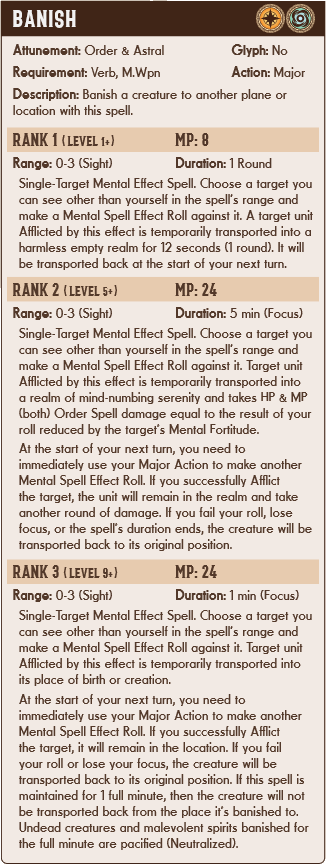 BANISH
Attunement: Order & Astral Glyph: No
Requirement: Verb, M.Wpn Action: Major
Description: Banish a creature to another plane or
location with this spell.
RANK 1 (LEVEL 1+) MP: 8
Range: 0-3 (Sight) Duration: 1 Round
Single-Target Mental Effect Spell. Choose a target you
can see other than yourself in the spell's range and
make a Mental Spell Effect Roll against it. A target unit
Afflicted by this effect is temporarily transported into a
harmless empty realm for 12 seconds (1 round). It will
be transported back at the start of your next turn.
RANK 2 (LEVEL 5+) MP: 24
Range: 0-3 (Sight) Duration: 5 min (Focus)
Single-Target Mental Effect Spell. Choose a target you
can see other than yourself in the spell's range and
make a Mental Spell Effect Roll against it. Target unit
Afflicted by this effect is temporarily transported into
a realm of mind-numbing serenity and takes HP & MP
(both) Order Spell damage equal to the result of your
roll reduced by the target's Mental Fortitude.
At the start of your next turn, you need to
immediately use your Major Action to make another
Mental Spell Effect Roll. If you successfully Afflict
the target, the unit will remain in the realm and take
another round of damage. If you fail your roll, lose
focus, or the spell's duration ends, the creature will be
transported back to its original position.
RANK 3 (LEVEL 9+) MP: 24
Range: 0-3 (Sight) Duration: 1 min (Focus)
Single-Target Mental Effect Spell. Choose a target you
can see other than yourself in the spell's range and
make a Mental Spell Effect Roll against it. Target unit
Afflicted by this effect is temporarily transported into
its place of birth or creation.
At the start of your next turn, you need to
immediately use your Major Action to make another
Mental Spell Effect Roll. If you successfully Afflict
the target, it will remain in the location. If you fail
your roll or lose your focus, the creature will be
transported back to its original position. If this spell is
maintained for 1 full minute, then the creature will not
be transported back from the place it's banished to.
Undead creatures and malevolent spirits banished for
the full minute are pacified (Neutralized).